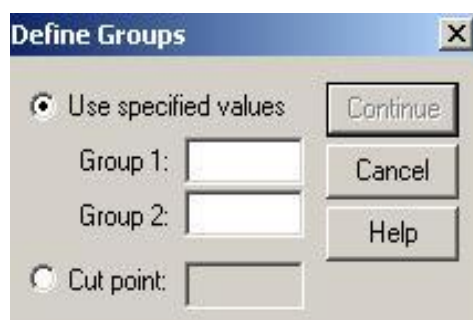 Define Groups
Use specified values
Continue
Group 1:
Cancel
Group 2:
Help
Cut point: